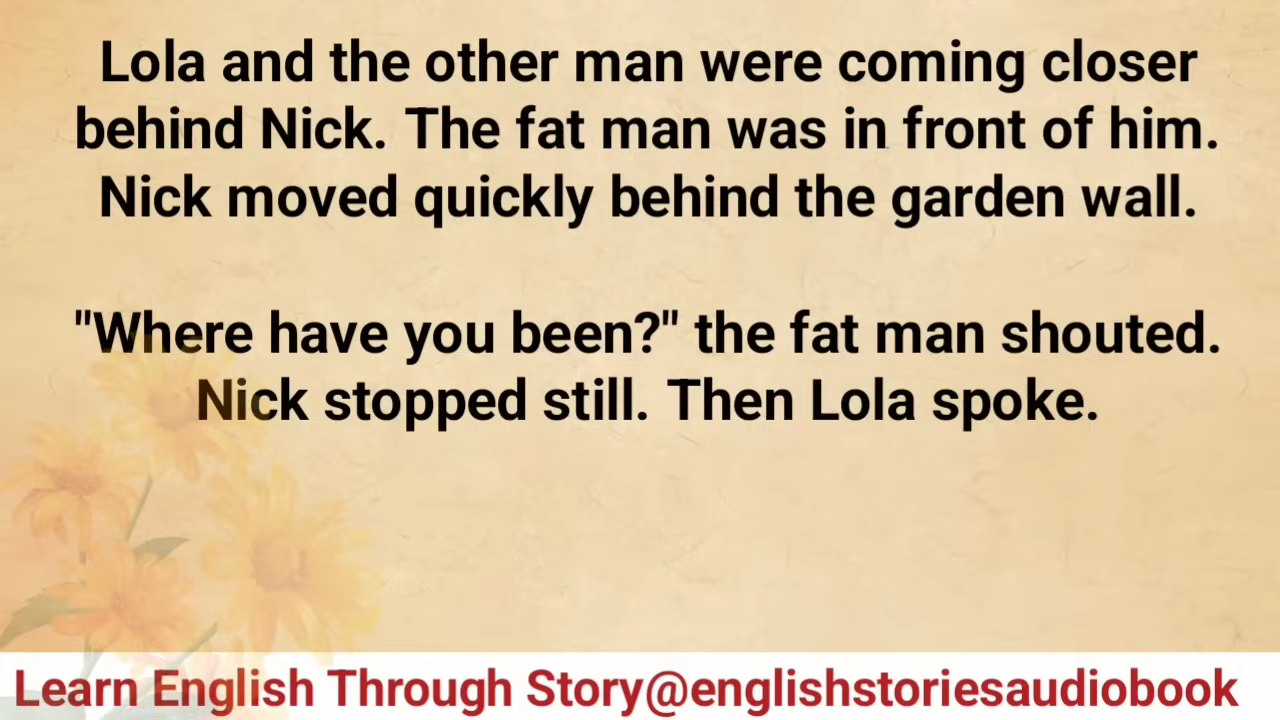 Lola and the other man were coming closer
behind Nick. The fat man was in front of him.
Nick moved quickly behind the garden wall.
"Where have you been?" the fat man shouted.
Nick stopped still. Then Lola spoke.
Learn English Through Story@englishstoriesaudiobook